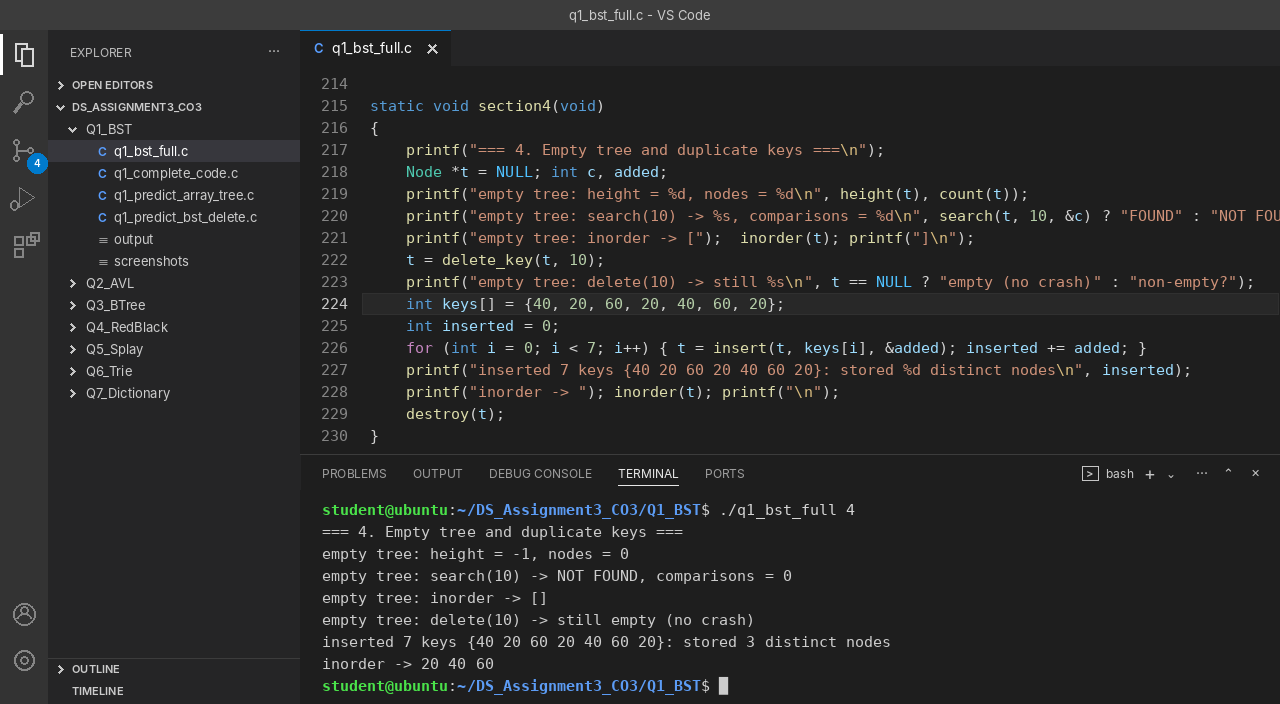 q1_bst_full.c - VS Code
EXPLORER
OPEN EDITORS
DS_ASSIGNMENT3_CO3
Q1_BST
C q1_bst_full.c
C q1_complete_code.c
C q1_predict_array_tree.c
C q1_predict_bst_delete.c
output
screenshots
Q2_AVL
Q3_BTree
Q4_RedBlack
Q5_Splay
Q6_Trie
Q7_Dictionary
OUTLINE
TIMELINE
4
C q1_bst_full.c
214
215 static void section4(void)
216 {
217     printf("=== 4. Empty tree and duplicate keys ===\n");
218     Node *t = NULL; int c, added;
219     printf("empty tree: height = %d, nodes = %d\n", height(t), count(t));
220     printf("empty tree: search(10) -> %s, comparisons = %d\n", search(t, 10, &c) ? "FOUND" : "NOT FOU
221     printf("empty tree: inorder -> [");  inorder(t); printf("]\n");
222     t = delete_key(t, 10);
223     printf("empty tree: delete(10) -> still %s\n", t == NULL ? "empty (no crash)" : "non-empty?");
224     int keys[] = {40, 20, 60, 20, 40, 60, 20};
225     int inserted = 0;
226     for (int i = 0; i < 7; i++) { t = insert(t, keys[i], &added); inserted += added; }
227     printf("inserted 7 keys {40 20 60 20 40 60 20}: stored %d distinct nodes\n", inserted);
228     printf("inorder -> "); inorder(t); printf("\n");
229     destroy(t);
230 }
PROBLEMS OUTPUT DEBUG CONSOLE TERMINAL PORTS bash
student@ubuntu:~/DS_Assignment3_CO3/Q1_BST$ ./q1_bst_full 4
=== 4. Empty tree and duplicate keys ===
empty tree: height = -1, nodes = 0
empty tree: search(10) -> NOT FOUND, comparisons = 0
empty tree: inorder -> []
empty tree: delete(10) -> still empty (no crash)
inserted 7 keys {40 20 60 20 40 60 20}: stored 3 distinct nodes
inorder -> 20 40 60
student@ubuntu:~/DS_Assignment3_CO3/Q1_BST$